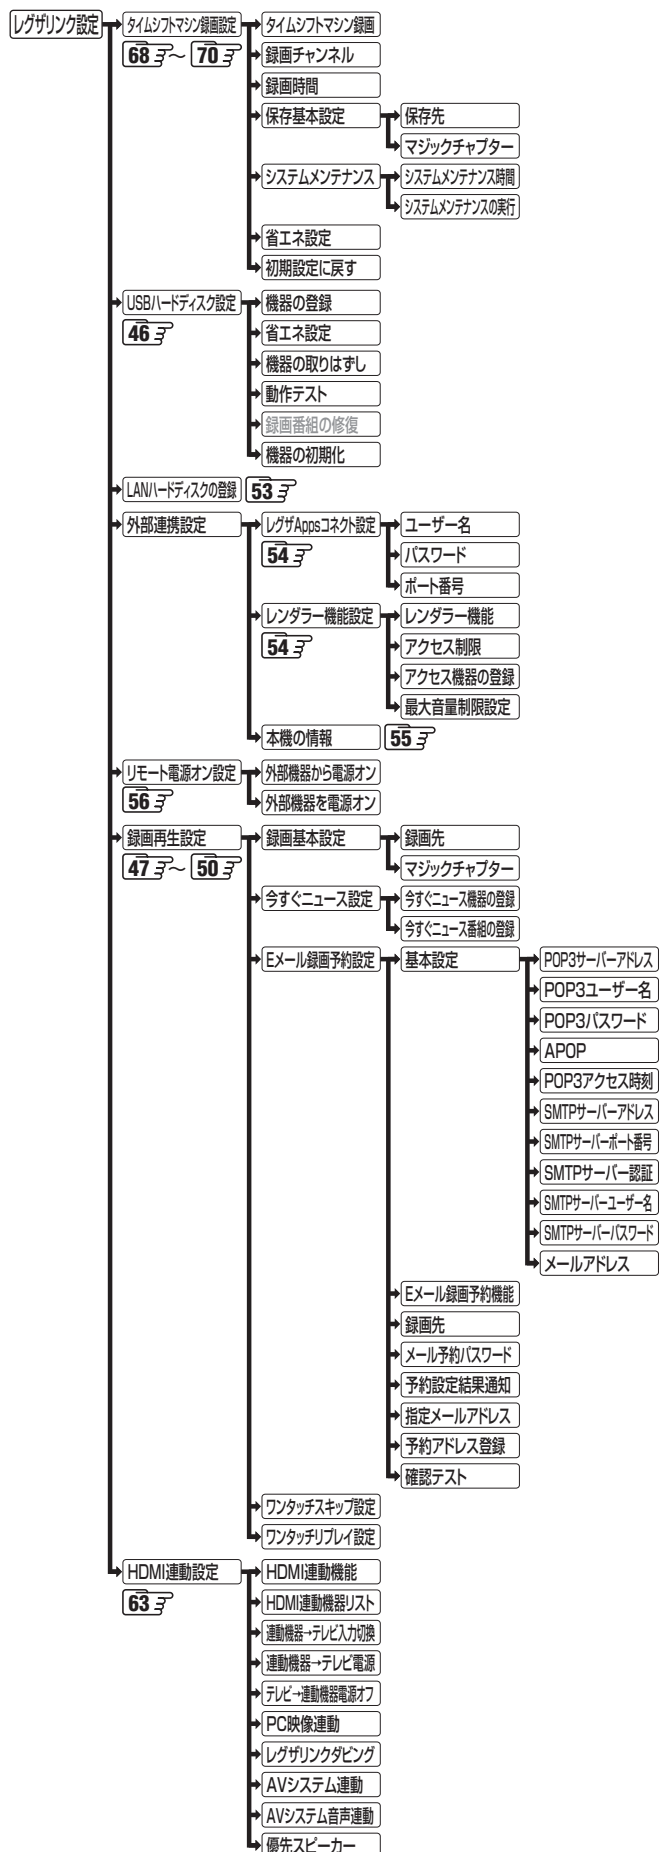 レグザリンク設定
タイムシフトマシン録画設定
68 ～ 70
タイムシフトマシン録画
録画チャンネル
録画時間
保存基本設定
保存先
マジックチャプター
システムメンテナンス
システムメンテナンス時間
システムメンテナンスの実行
省エネ設定
初期設定に戻す
USBハードディスク設定
46
機器の登録
省エネ設定
機器の取りはずし
動作テスト
録画番組の修復
機器の初期化
LANハードディスクの登録 53
外部連携設定
レグザAppsコネクト設定
54
ユーザー名
パスワード
ポート番号
レンダラー機能設定
54
レンダラー機能
アクセス制限
アクセス機器の登録
最大音量制限設定
本機の情報 55
リモート電源オン設定
56
外部機器から電源オン
外部機器を電源オン
録画再生設定
47 ～ 50
録画基本設定
録画先
マジックチャプター
今すぐニュース設定
今すぐニュース機器の登録
今すぐニュース番組の登録
Eメール録画予約設定
基本設定
POP3サーバーアドレス
POP3ユーザー名
POP3パスワード
APOP
POP3アクセス時刻
SMTPサーバーアドレス
SMTPサーバーポート番号
SMTPサーバー認証
SMTPサーバーユーザー名
SMTPサーバーパスワード
メールアドレス
Eメール録画予約機能
録画先
メール予約パスワード
予約設定結果通知
指定メールアドレス
予約アドレス登録
確認テスト
ワンタッチスキップ設定
ワンタッチリプレイ設定
HDMI連動設定
63
HDMI連動機能
HDMI連動機器リスト
連動機器→テレビ入力切換
連動機器→テレビ電源
テレビ→連動機器電源オフ
PC映像連動
レグザリンクダビング
AVシステム連動
AVシステム音声連動
優先スピーカー